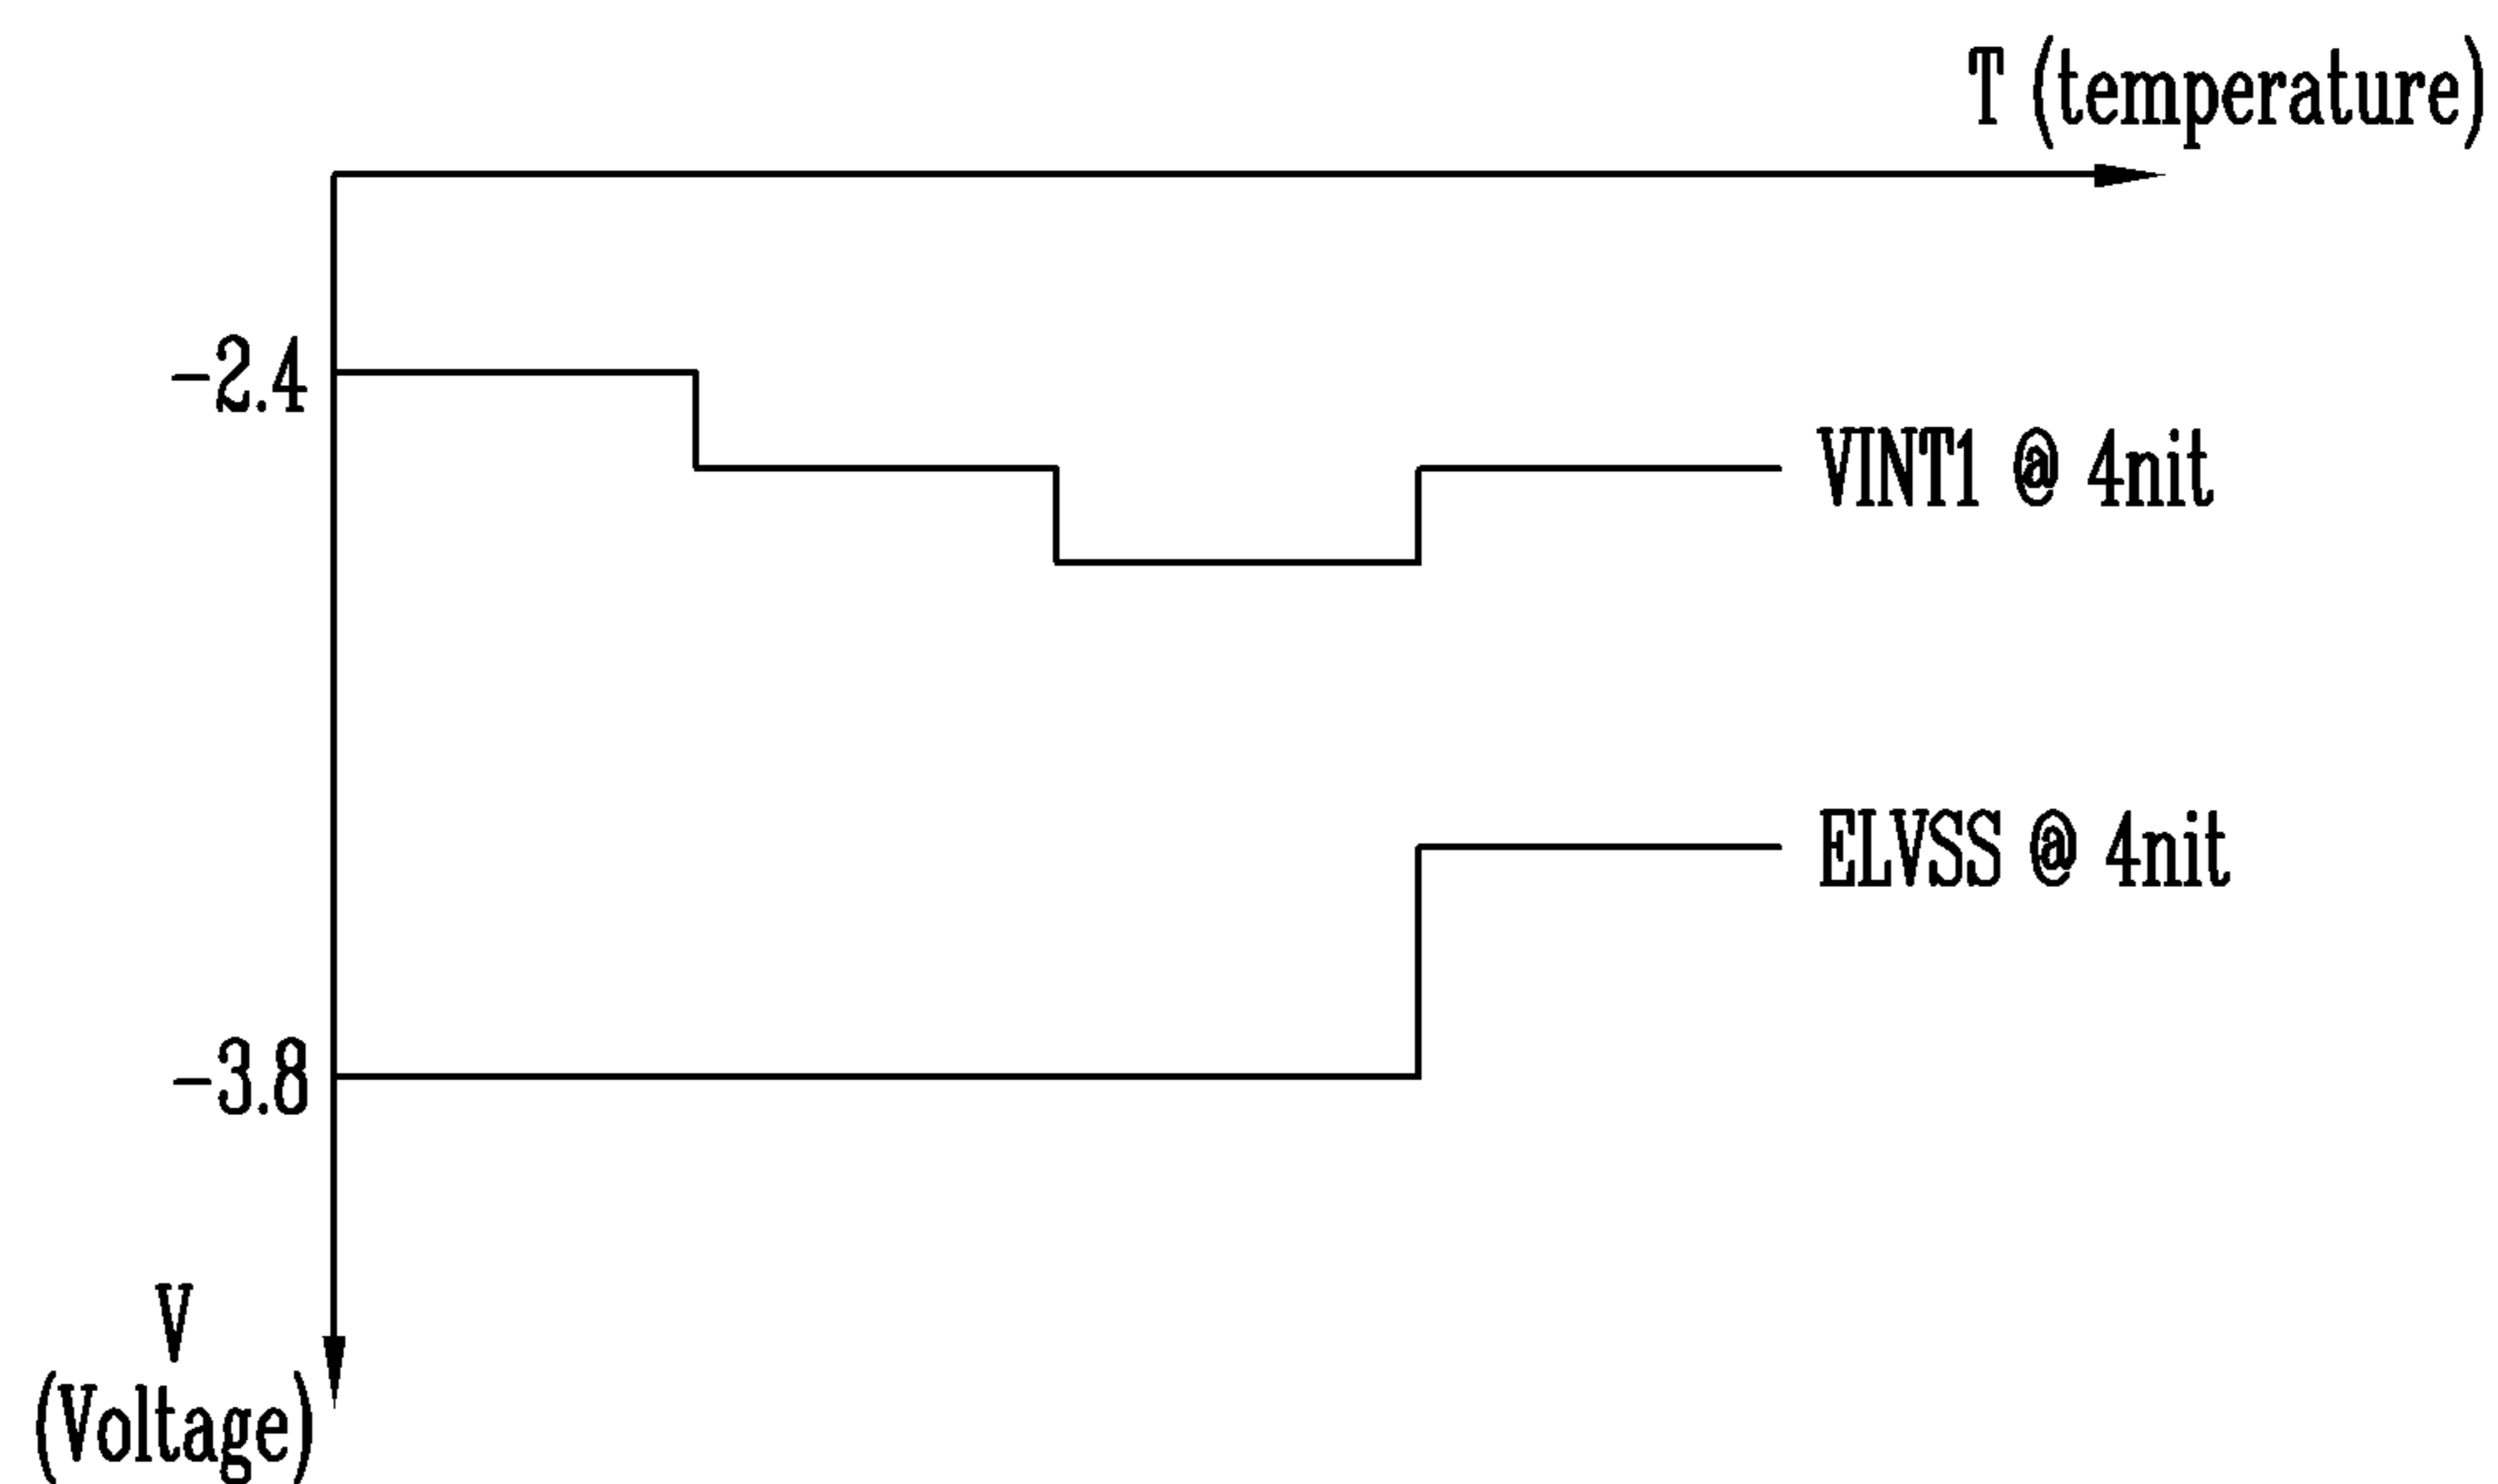 T (temperature)
-2.4
VINT1 @ 4nit
ELVSS @ 4nit
-3.8
V
(Voltage)